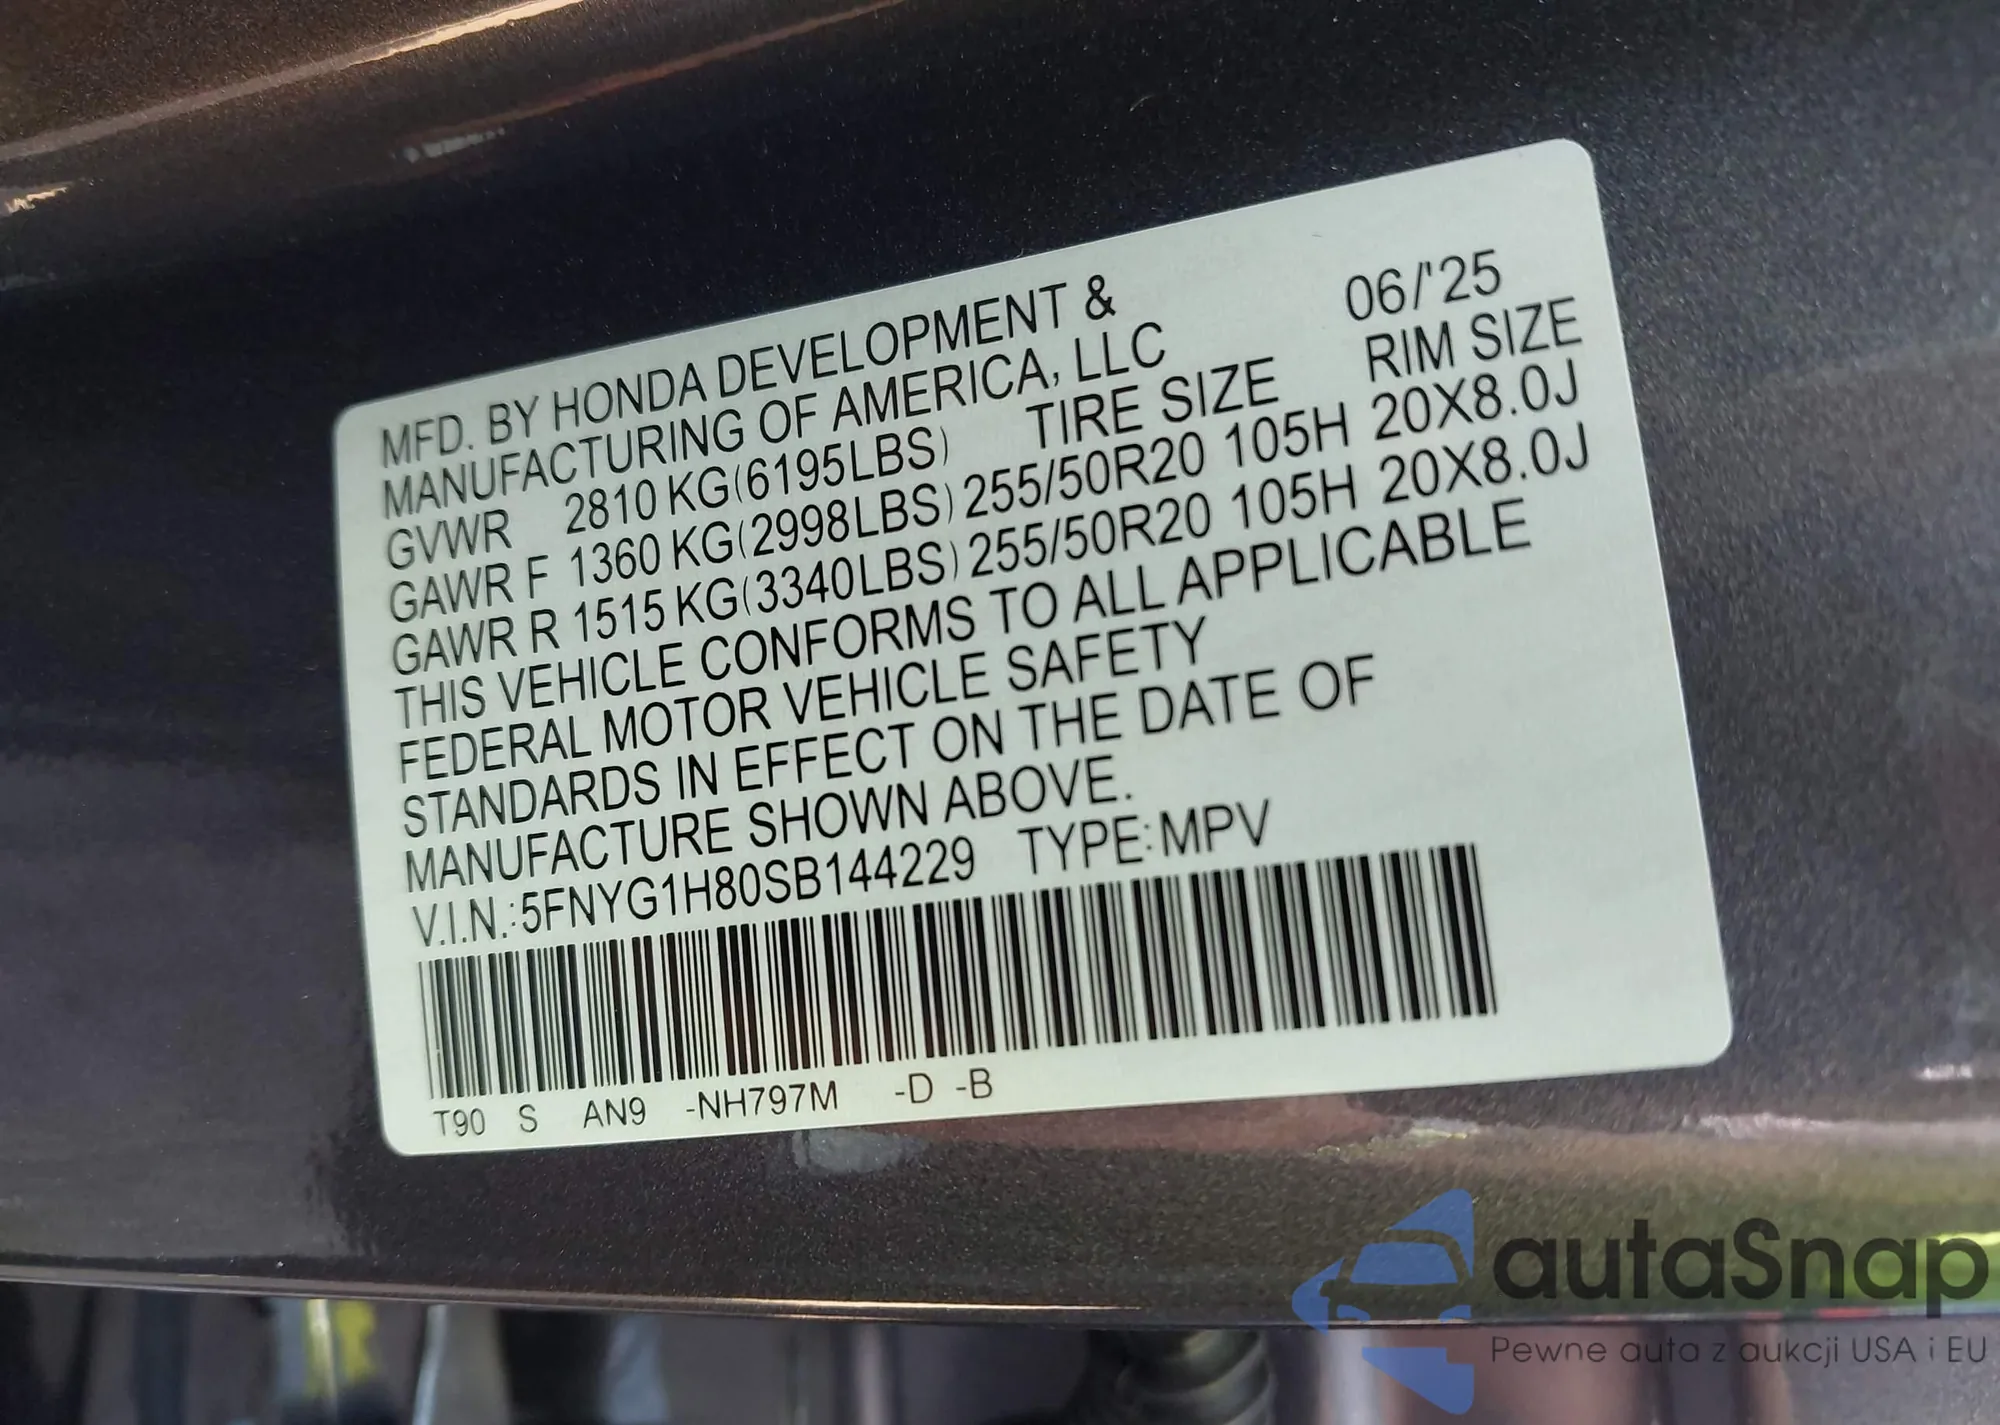 MFD. BY HONDA DEVELOPMENT & 06/'25
MANUFACTURING OF AMERICA, LLC
GVWR 2810 KG(6195LBS) TIRE SIZE RIM SIZE
GAWR F 1360 KG(2998LBS) 255/50R20 105H 20X8.0J
GAWR R 1515 KG(3340LBS) 255/50R20 105H 20X8.0J
THIS VEHICLE CONFORMS TO ALL APPLICABLE
FEDERAL MOTOR VEHICLE SAFETY
STANDARDS IN EFFECT ON THE DATE OF
MANUFACTURE SHOWN ABOVE.
V.I.N.:5FNYG1H80SB144229 TYPE:MPV
T90 S AN9 -NH797M -D -B
autaSnap
Pewne auta z aukcji USA i EU